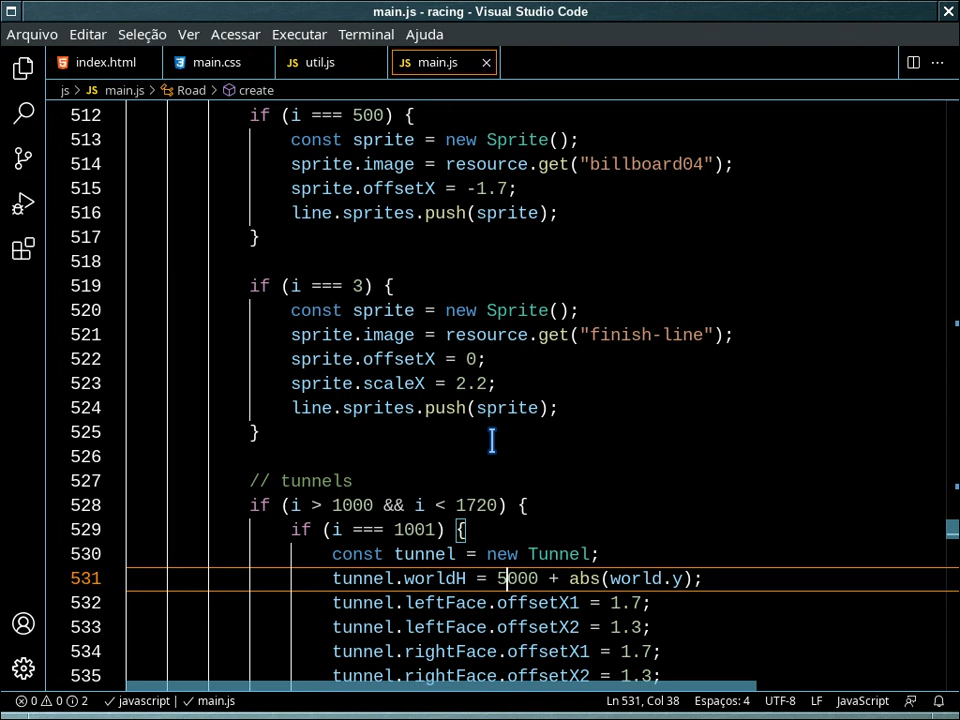 main.js - racing - Visual Studio Code
Arquivo Editar Seleção Ver Acessar Executar Terminal Ajuda
index.html main.css JS util.js JS main.js
js > JS main.js > Road > create
512 if (i === 500) {
513 const sprite = new Sprite();
514 sprite.image = resource.get("billboard04");
515 sprite.offsetX = -1.7;
516 line.sprites.push(sprite);
517 }
518
519 if (i === 3) {
520 const sprite = new Sprite();
521 sprite.image = resource.get("finish-line");
522 sprite.offsetX = 0;
523 sprite.scaleX = 2.2;
524 line.sprites.push(sprite);
525 }
526
527 // tunnels
528 if (i > 1000 && i < 1720) {
529 if (i === 1001) {
530 const tunnel = new Tunnel;
531 tunnel.worldH = 5000 + abs(world.y);
532 tunnel.leftFace.offsetX1 = 1.7;
533 tunnel.leftFace.offsetX2 = 1.3;
534 tunnel.rightFace.offsetX1 = 1.7;
535 tunnel.rightFace.offsetX2 = 1.3;
0 0 2 javascript main.js Ln 531, Col 38 Espaços: 4 UTF-8 LF JavaScript